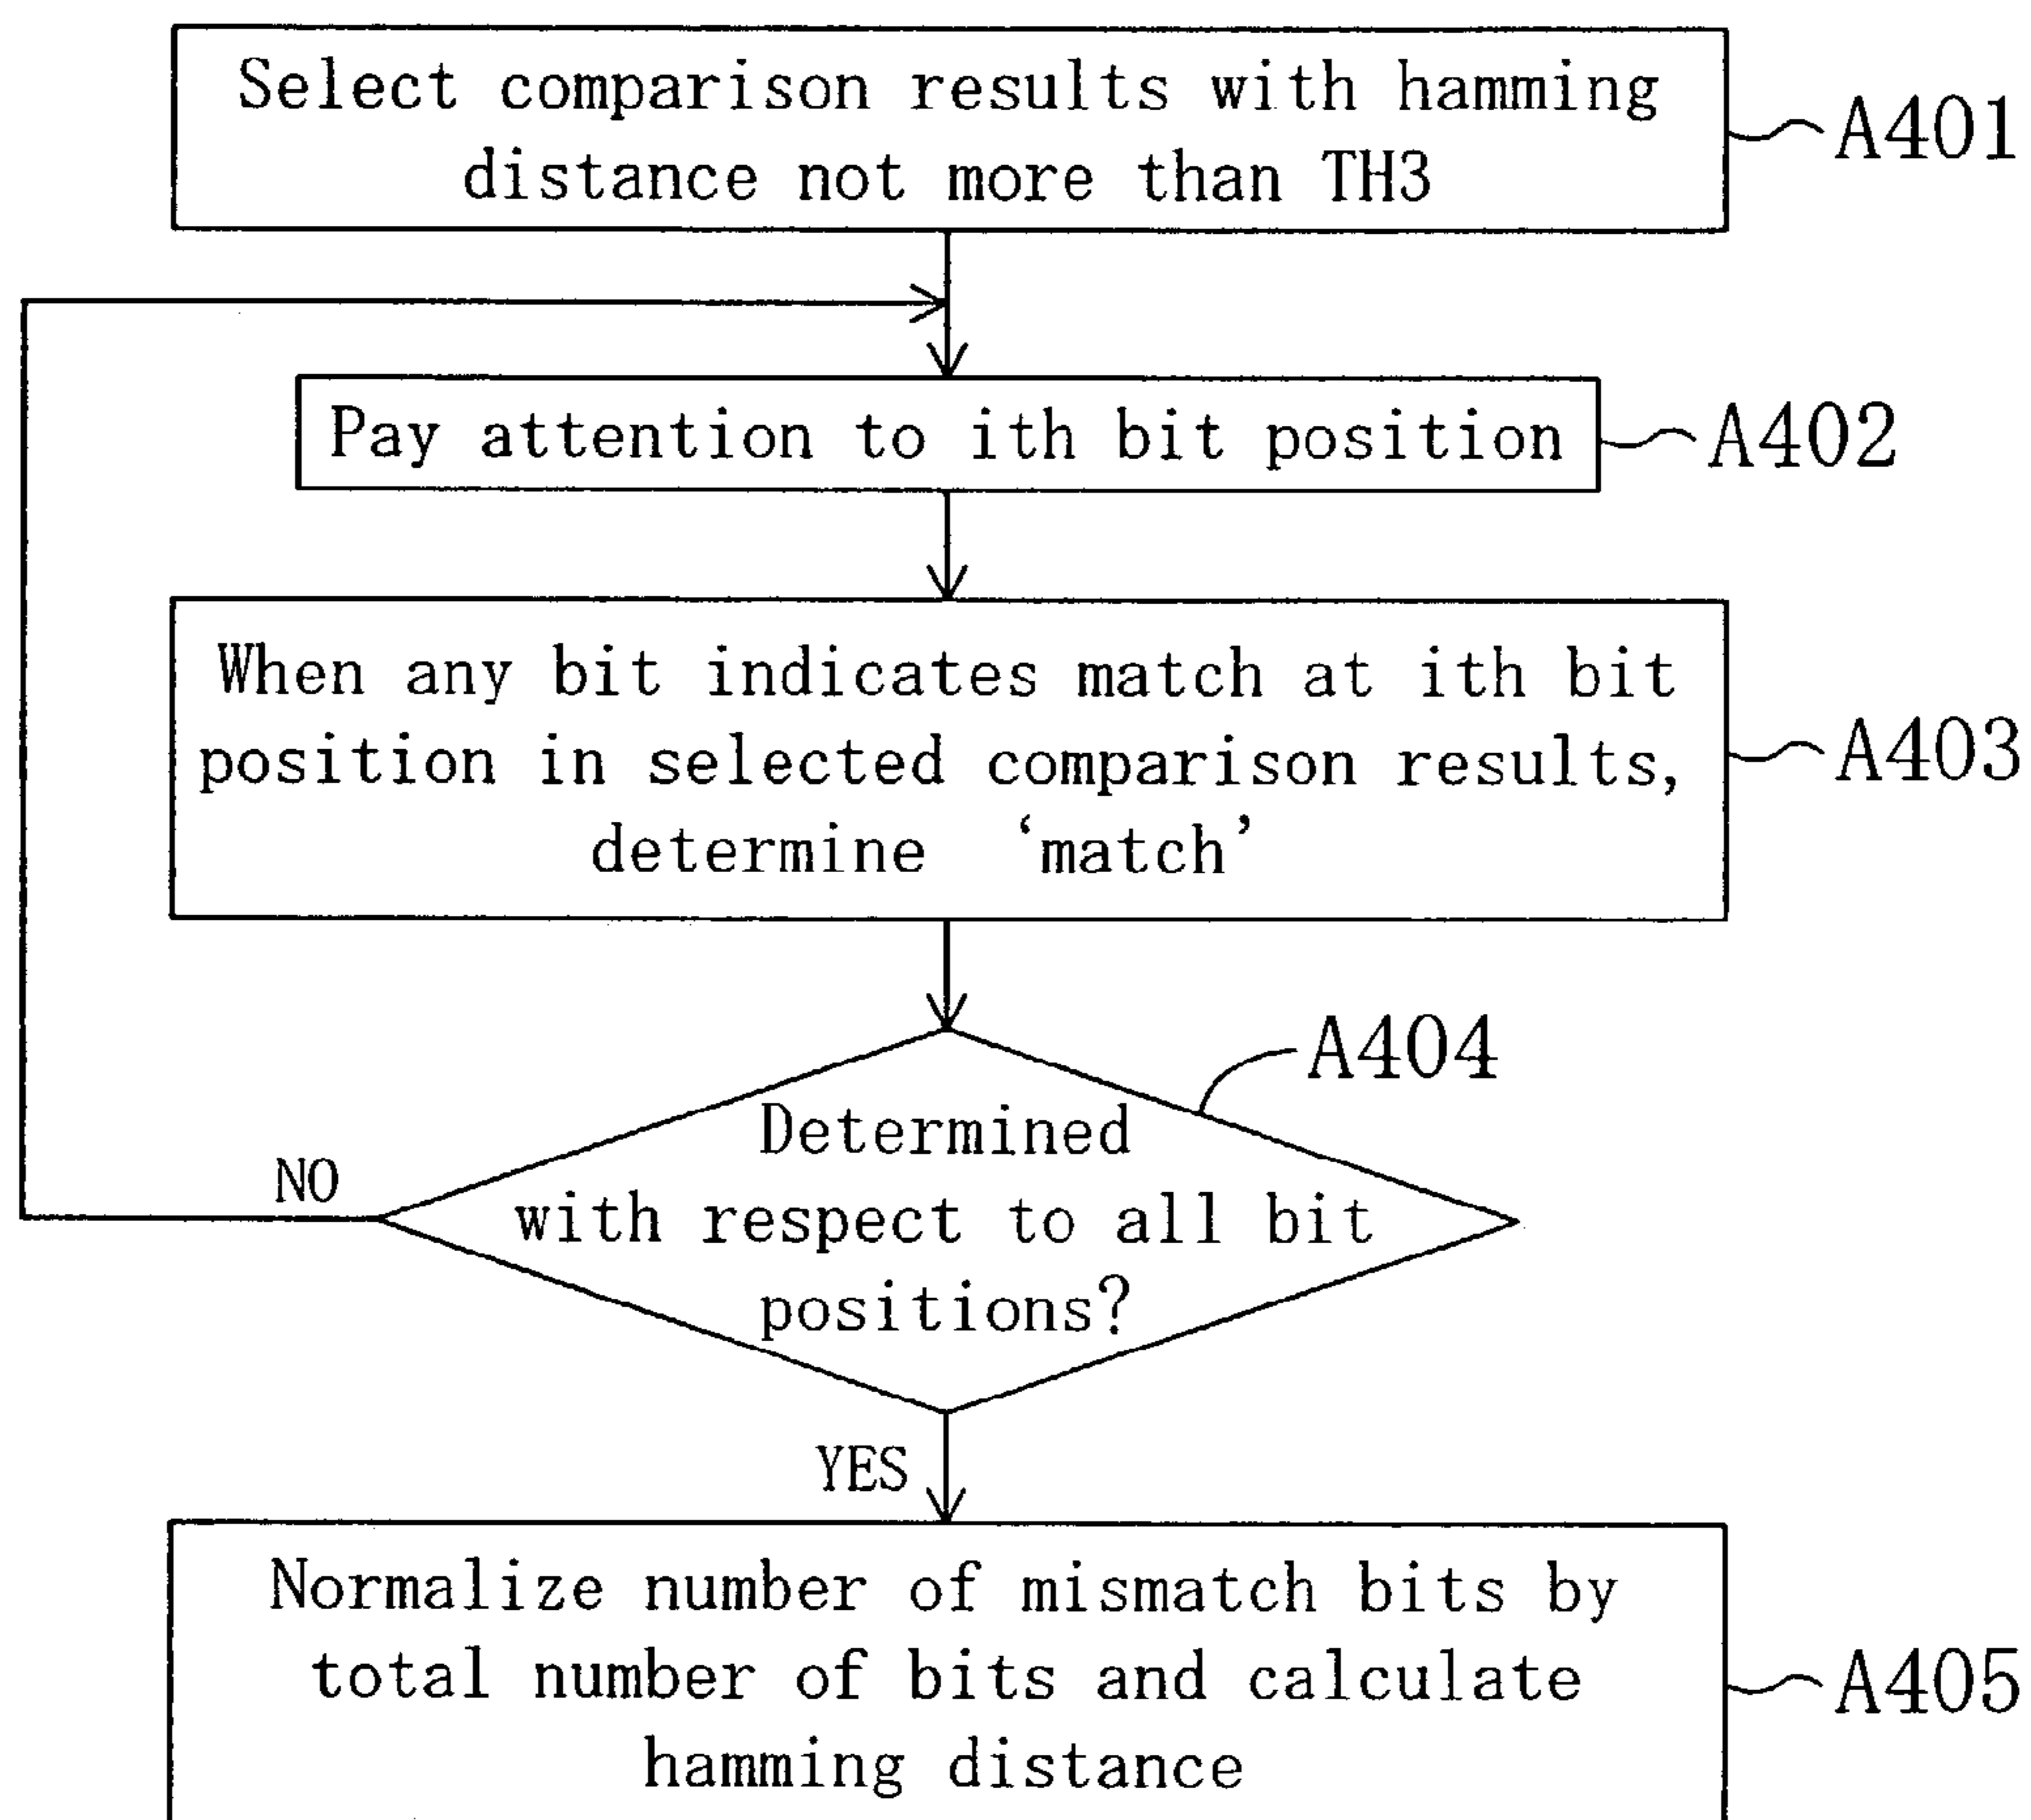 Select comparison results with hamming
distance not more than TH3
A401
Pay attention to ith bit position
A402
When any bit indicates match at ith bit
position in selected comparison results,
determine ‘match’
A403
A404
Determined
with respect to all bit
positions?
NO
YES
Normalize number of mismatch bits by
total number of bits and calculate
hamming distance
A405